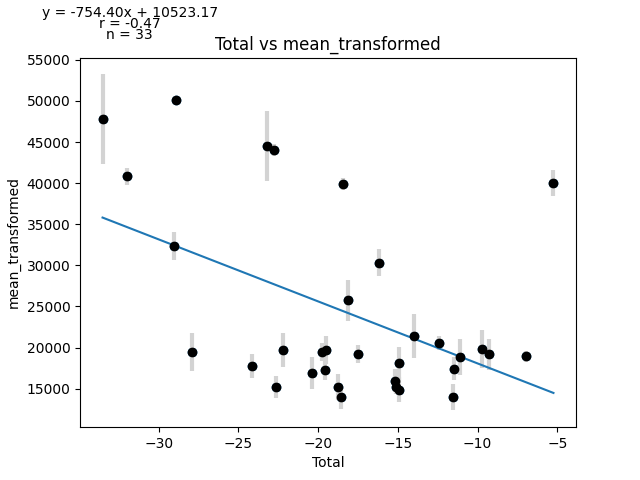 y = -754.40x + 10523.17
r = -0.47
n = 33
Total vs mean_transformed
55000
50000
45000
40000
35000
30000
25000
20000
15000
mean_transformed
−30 −25 −20 −15 −10 −5
Total